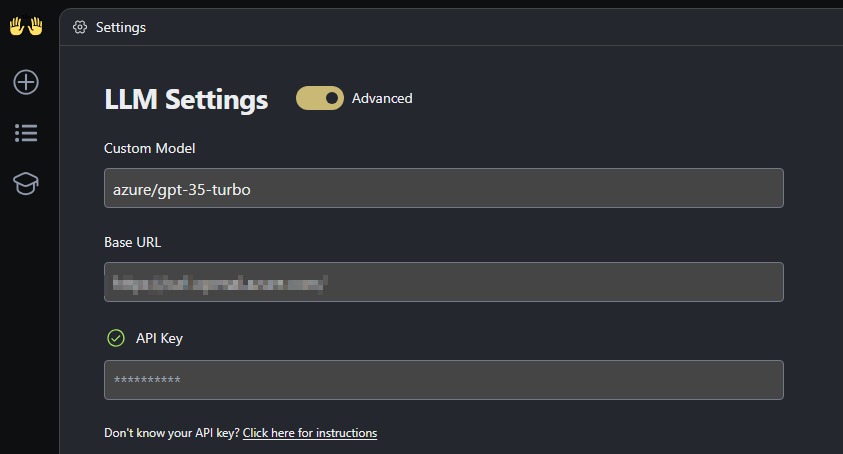 Settings
LLM Settings
Advanced
Custom Model
azure/gpt-35-turbo
Base URL
API Key
**********
Don't know your API key? Click here for instructions